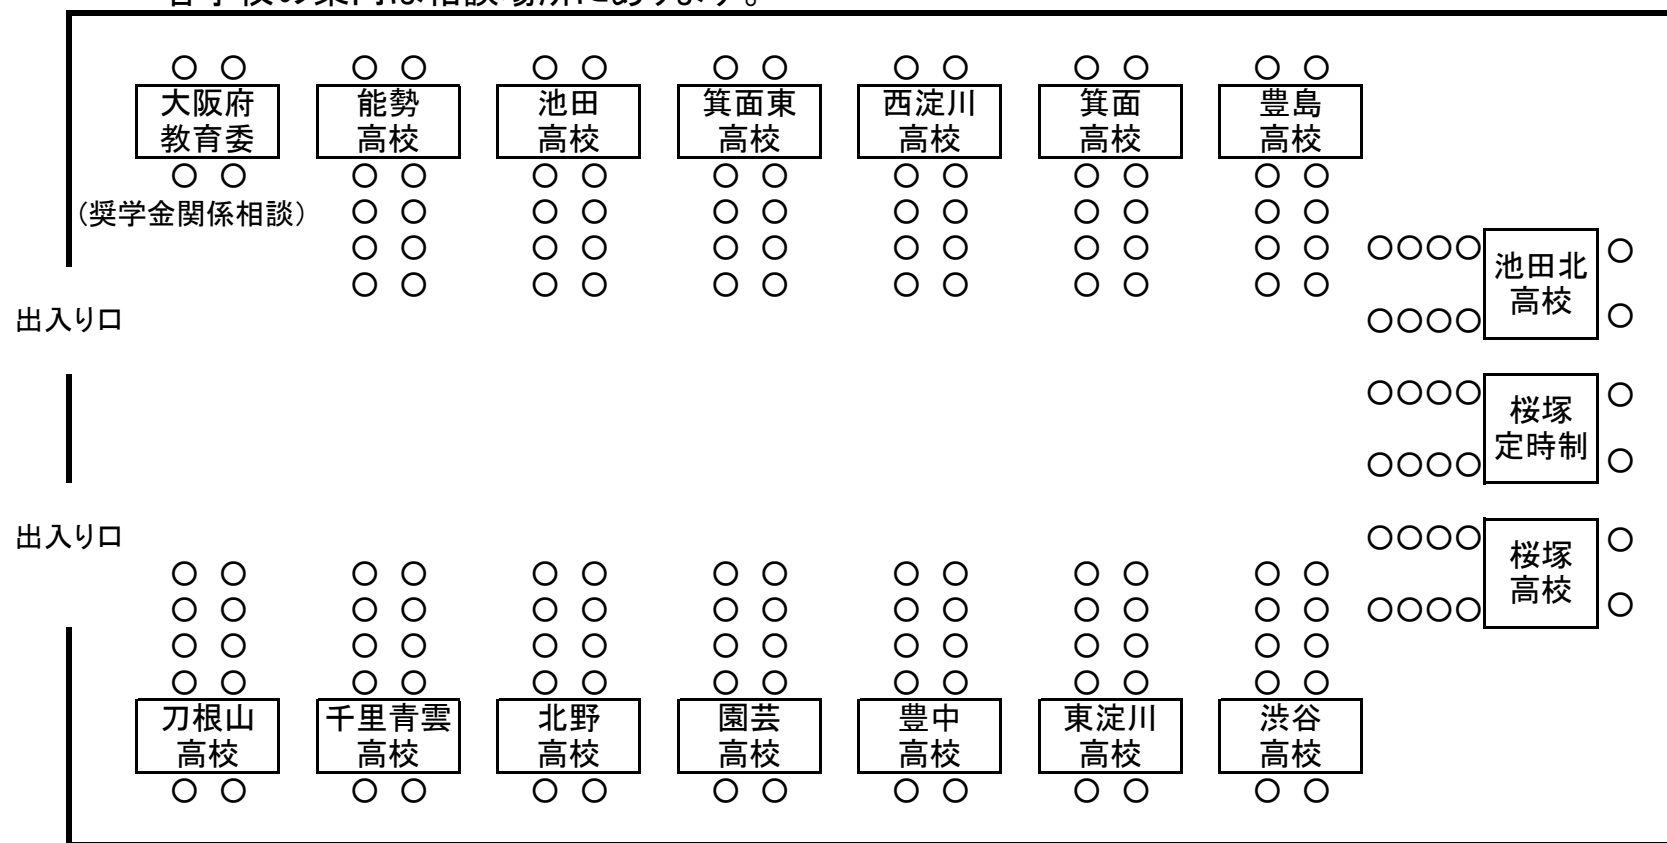 各学校の案内は相談場所にあります。
大阪府
教育委
能勢
高校
池田
高校
箕面東
高校
西淀川
高校
箕面
高校
豊島
高校
(奨学金関係相談)
池田北
高校
出入り口
桜塚
定時制
出入り口
桜塚
高校
刀根山
高校
千里青雲
高校
北野
高校
園芸
高校
豊中
高校
東淀川
高校
渋谷
高校